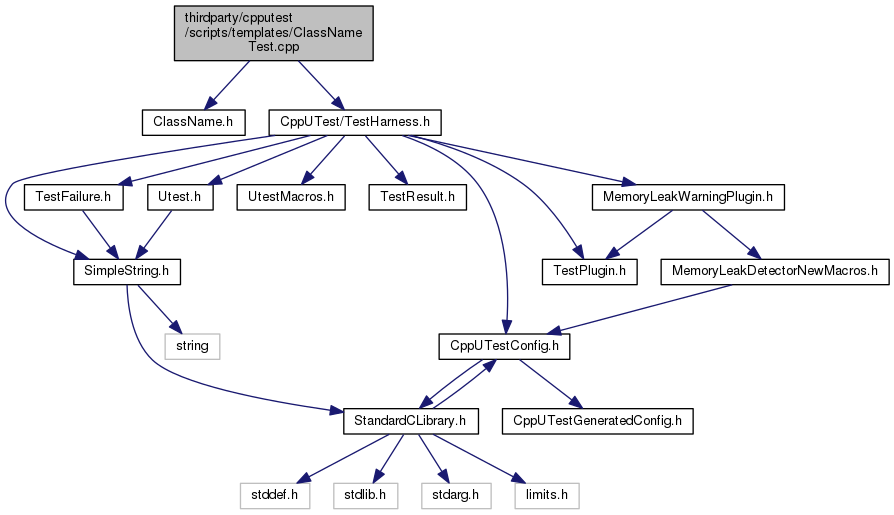 thirdparty/cpputest
/scripts/templates/ClassName
Test.cpp
ClassName.h
CppUTest/TestHarness.h
TestFailure.h
Utest.h
UtestMacros.h
TestResult.h
MemoryLeakWarningPlugin.h
SimpleString.h
TestPlugin.h
MemoryLeakDetectorNewMacros.h
string
CppUTestConfig.h
StandardCLibrary.h
CppUTestGeneratedConfig.h
stddef.h
stdlib.h
stdarg.h
limits.h